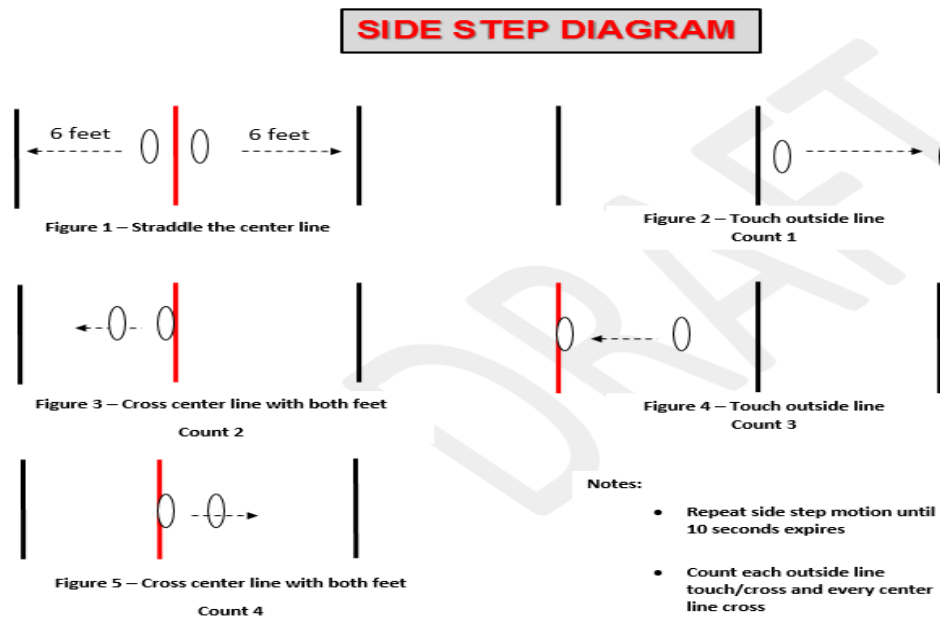 SIDE STEP DIAGRAM
6 feet
6 feet
Figure 1 – Straddle the center line
Figure 2 – Touch outside line
Count 1
Figure 3 – Cross center line with both feet
Count 2
Figure 4 – Touch outside line
Count 3
Figure 5 – Cross center line with both feet
Count 4
Notes:
• Repeat side step motion until
10 seconds expires
• Count each outside line
touch/cross and every center
line cross
DRAFT